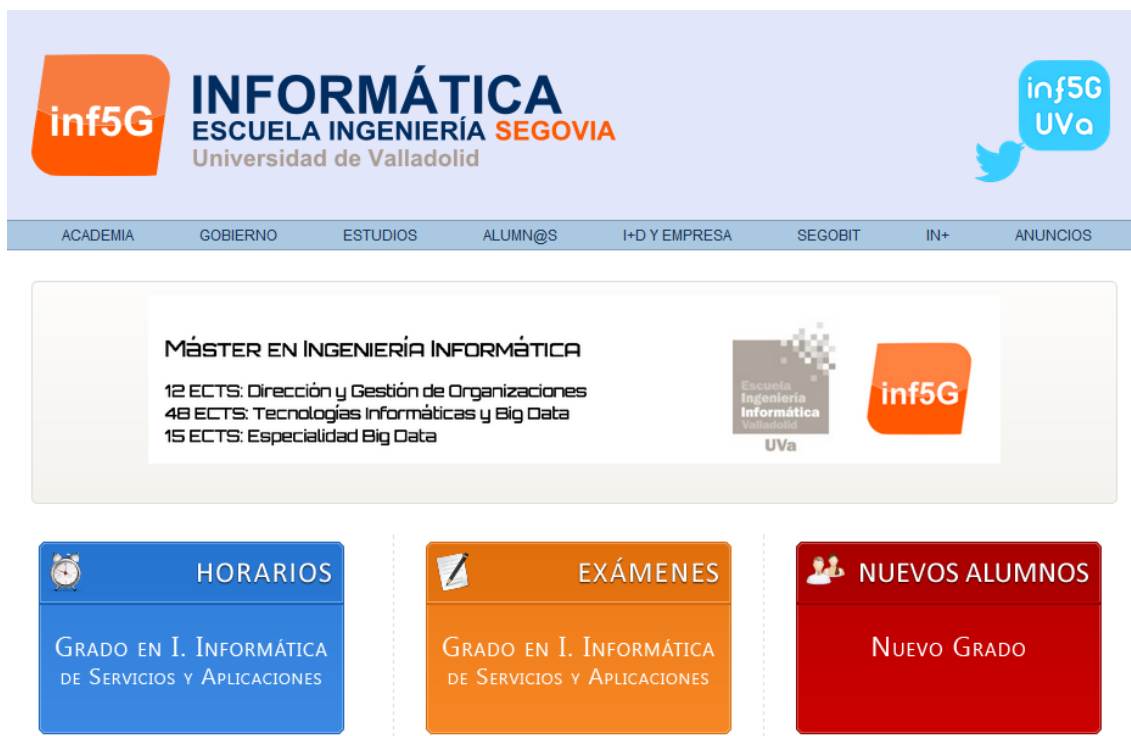 inf5G
INFORMÁTICA
ESCUELA INGENIERÍA SEGOVIA
Universidad de Valladolid
inf5G
UVa
ACADEMIA GOBIERNO ESTUDIOS ALUMN@S I+D Y EMPRESA SEGOBIT IN+ ANUNCIOS
MáSTER EN INGENIERÍA INFORMáTICA
12 ECTS: Dirección y Gestión de Organizaciones
48 ECTS: Tecnologías Informáticas y Big Data
15 ECTS: Especialidad Big Data
Escuela
Ingeniería
Informática
Valladolid
UVa
inf5G
HORARIOS
GRADO EN I. INFORMÁTICA
DE SERVICIOS Y APLICACIONES
EXÁMENES
GRADO EN I. INFORMÁTICA
DE SERVICIOS Y APLICACIONES
NUEVOS ALUMNOS
NUEVO GRADO